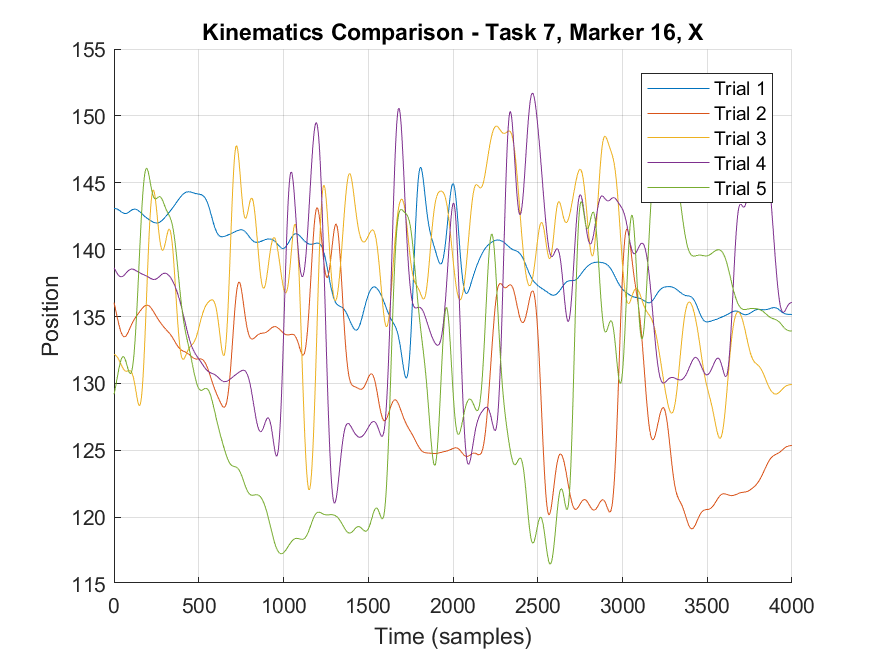 Kinematics Comparison - Task 7, Marker 16, X
155
150
145
140
135
130
125
120
115
Position
0 500 1000 1500 2000 2500 3000 3500 4000
Time (samples)
Trial 1
Trial 2
Trial 3
Trial 4
Trial 5